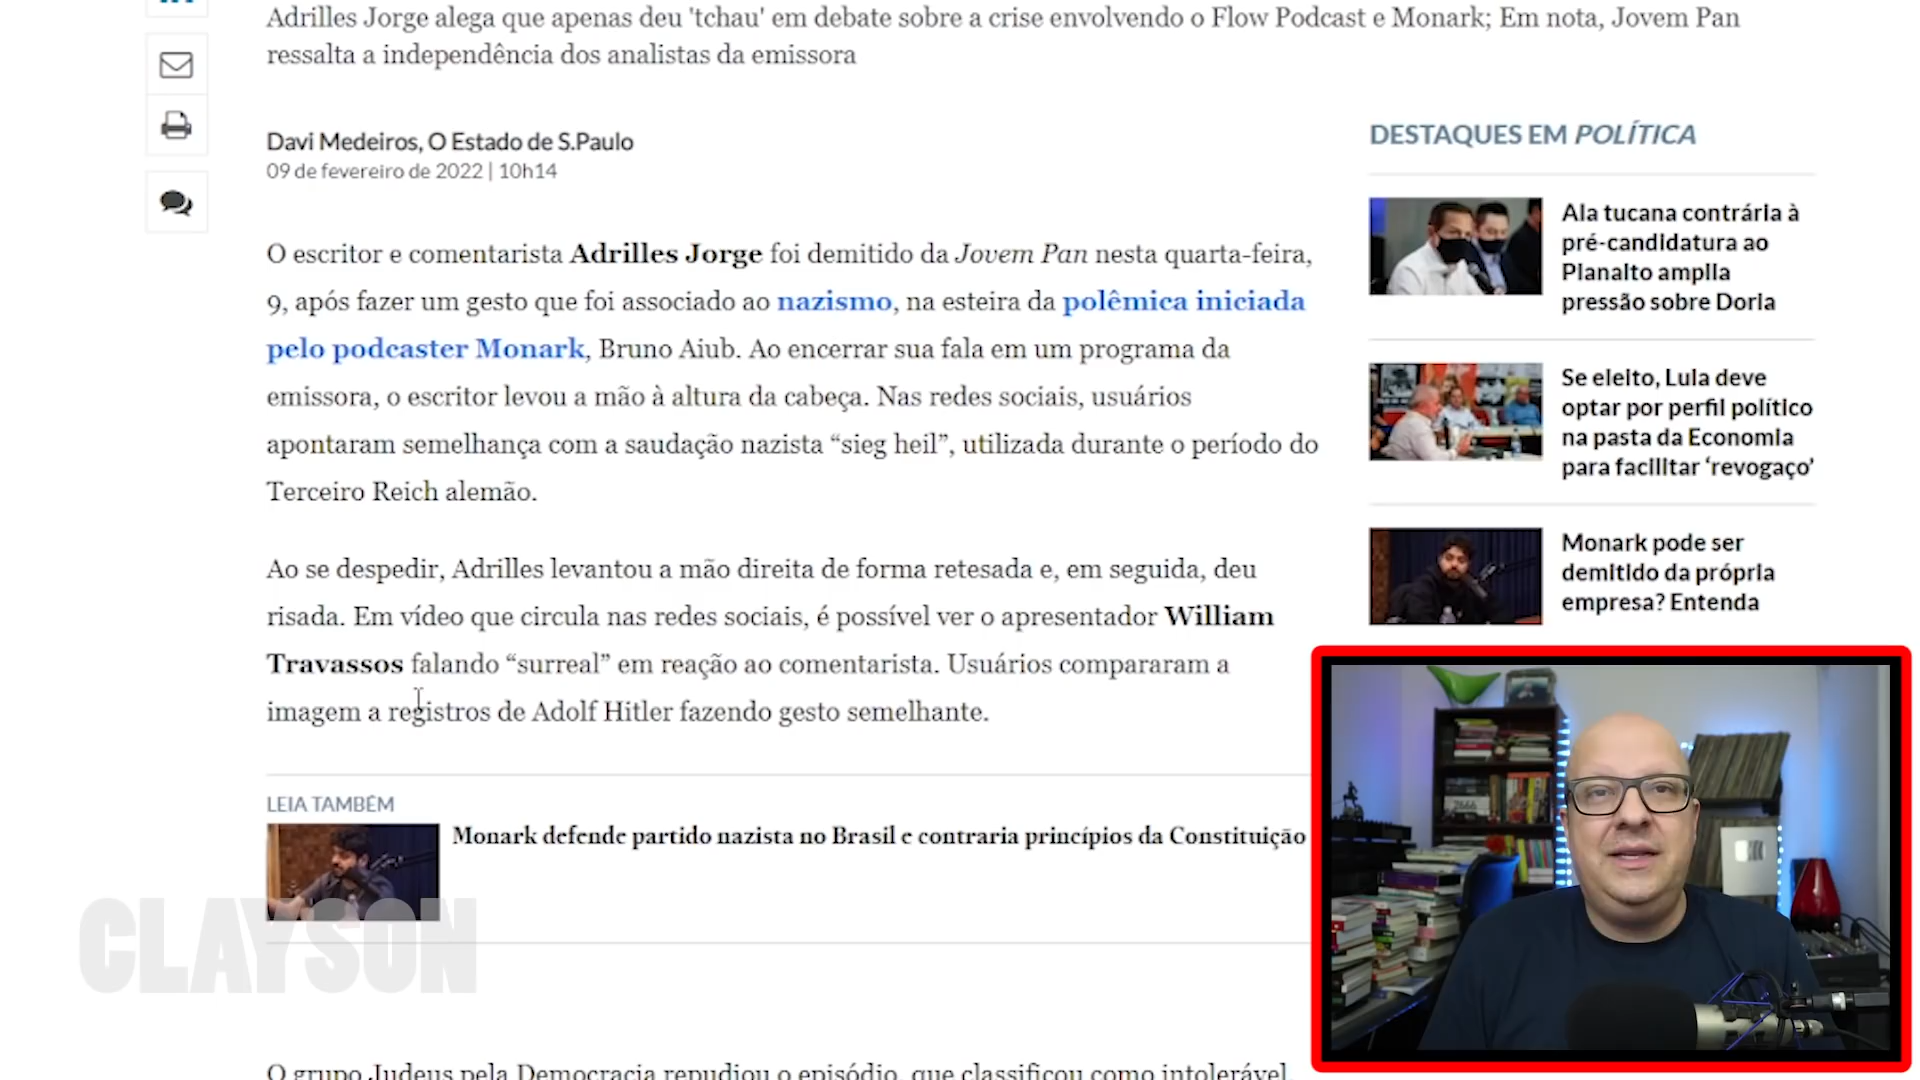 Adrilles Jorge alega que apenas deu 'tchau' em debate sobre a crise envolvendo o Flow Podcast e Monark; Em nota, Jovem Pan
ressalta a independência dos analistas da emissora
Davi Medeiros, O Estado de S.Paulo
09 de fevereiro de 2022 | 10h14
O escritor e comentarista Adrilles Jorge foi demitido da Jovem Pan nesta quarta-feira,
9, após fazer um gesto que foi associado ao nazismo, na esteira da polêmica iniciada
pelo podcaster Monark, Bruno Aiub. Ao encerrar sua fala em um programa da
emissora, o escritor levou a mão à altura da cabeça. Nas redes sociais, usuários
apontaram semelhança com a saudação nazista “sieg heil”, utilizada durante o período do
Terceiro Reich alemão.
Ao se despedir, Adrilles levantou a mão direita de forma retesada e, em seguida, deu
risada. Em vídeo que circula nas redes sociais, é possível ver o apresentador William
Travassos falando “surreal” em reação ao comentarista. Usuários compararam a
imagem a registros de Adolf Hitler fazendo gesto semelhante.
LEIA TAMBÉM
Monark defende partido nazista no Brasil e contraria princípios da Constituição
CLAYSON
O grupo Judeus pela Democracia repudiou o episódio, que classificou como intolerável.
DESTAQUES EM POLÍTICA
Ala tucana contrária à
pré-candidatura ao
Planalto amplia
pressão sobre Doria
Se eleito, Lula deve
optar por perfil político
na pasta da Economia
para facilitar ‘revogaço’
Monark pode ser
demitido da própria
empresa? Entenda
2666